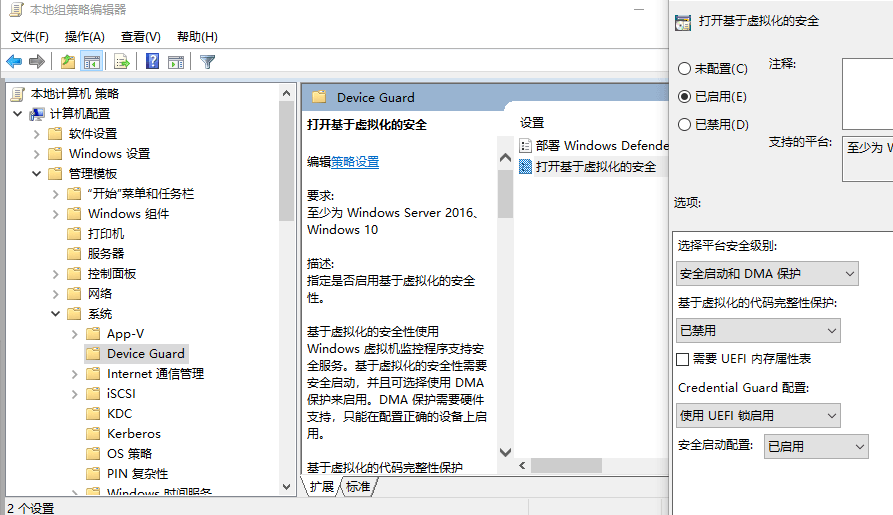 本地组策略编辑器
文件(F) 操作(A) 查看(V) 帮助(H)
本地计算机 策略
计算机配置
软件设置
Windows 设置
管理模板
"开始"菜单和任务栏
Windows 组件
打印机
服务器
控制面板
网络
系统
App-V
Device Guard
Internet 通信管理
iSCSI
KDC
Kerberos
OS 策略
PIN 复杂性
Windows 时间服务
2 个设置
Device Guard
打开基于虚拟化的安全
编辑策略设置
要求:
至少为 Windows Server 2016、
Windows 10
描述:
指定是否启用基于虚拟化的安全
性。
基于虚拟化的安全性使用
Windows 虚拟机监控程序支持安
全服务。基于虚拟化的安全性需要
安全启动，并且可选择使用 DMA
保护来启用。DMA 保护需要硬件
支持，只能在配置正确的设备上启
用。
基于虚拟化的代码完整性保护
扩展 标准
设置
部署 Windows Defende
打开基于虚拟化的安全
打开基于虚拟化的安全
未配置(C)
已启用(E)
已禁用(D)
注释:
支持的平台:
至少为 W
选项:
选择平台安全级别:
安全启动和 DMA 保护
基于虚拟化的代码完整性保护:
已禁用
需要 UEFI 内存属性表
Credential Guard 配置:
使用 UEFI 锁启用
安全启动配置: 已启用